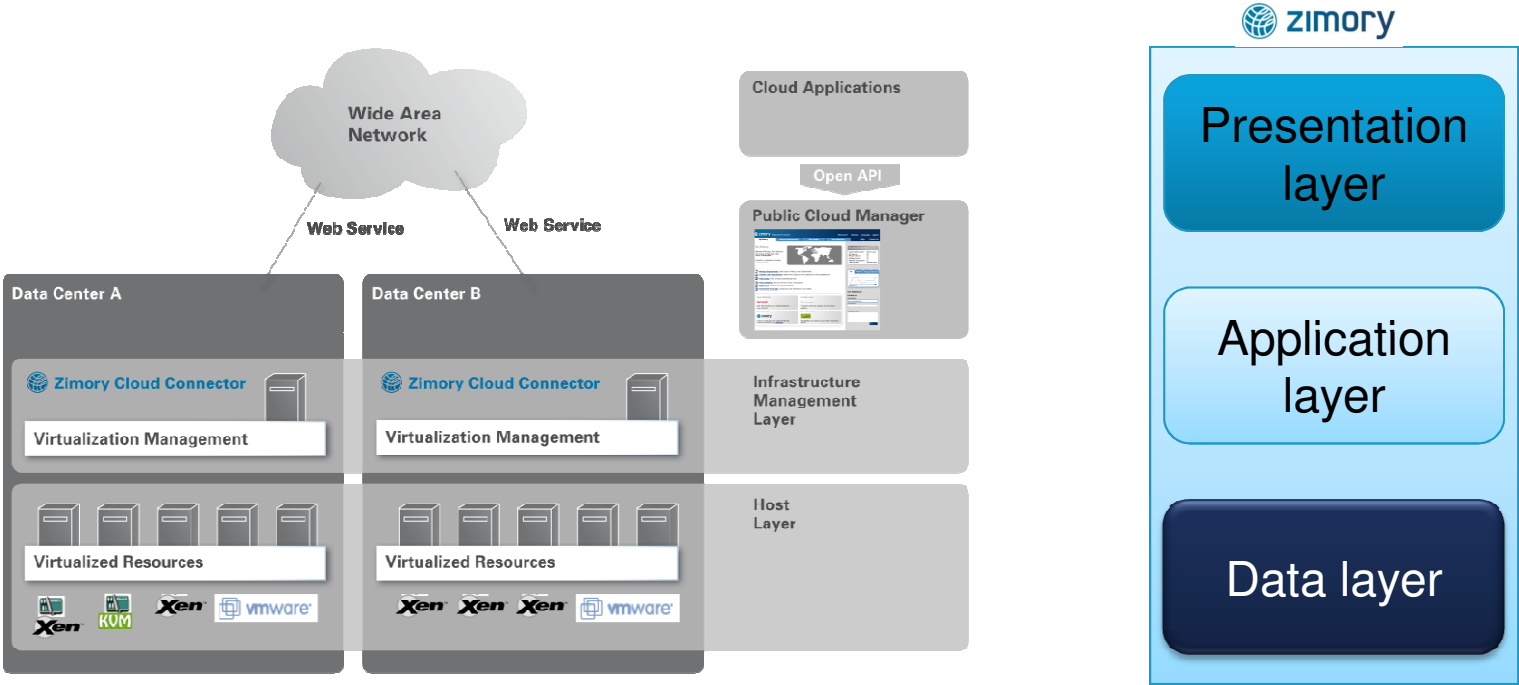 zimory
Presentation
layer
Application
layer
Data layer
Wide Area
Network
Web Service
Web Service
Cloud Applications
Open API
Public Cloud Manager
Data Center A
Data Center B
Zimory Cloud Connector
Virtualization Management
Zimory Cloud Connector
Virtualization Management
Infrastructure
Management
Layer
Virtualized Resources
Xen
KVM
Xen
vmware
Virtualized Resources
Xen
Xen
Xen
vmware
Host
Layer